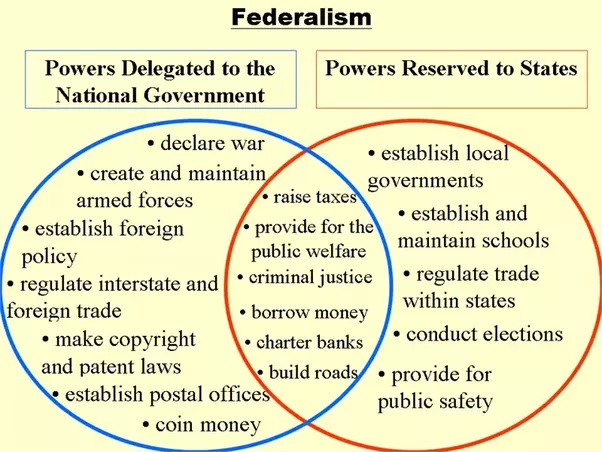 Federalism
Powers Delegated to the
National Government
Powers Reserved to States
• declare war
• create and maintain
armed forces
• establish foreign
policy
• regulate interstate and
foreign trade
• make copyright
and patent laws
• establish postal offices
• coin money
• raise taxes
• provide for the
public welfare
• criminal justice
• borrow money
• charter banks
• build roads
• establish local
governments
• establish and
maintain schools
• regulate trade
within states
• conduct elections
• provide for
public safety